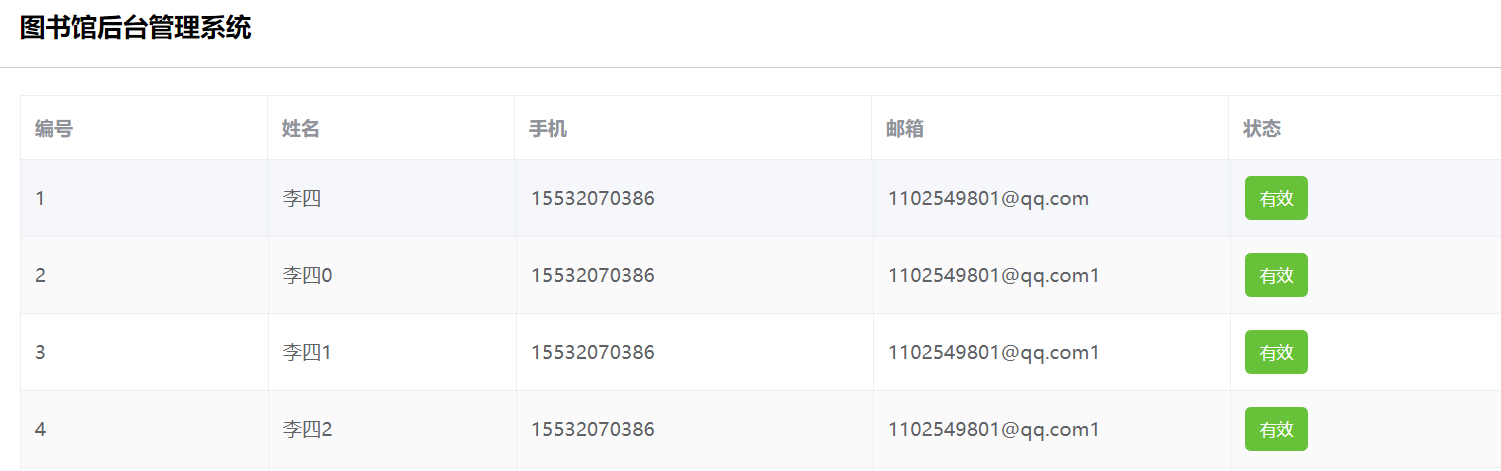 图书馆后台管理系统
编号 姓名 手机 邮箱 状态
1 李四 15532070386 1102549801@qq.com 有效
2 李四0 15532070386 1102549801@qq.com1 有效
3 李四1 15532070386 1102549801@qq.com1 有效
4 李四2 15532070386 1102549801@qq.com1 有效